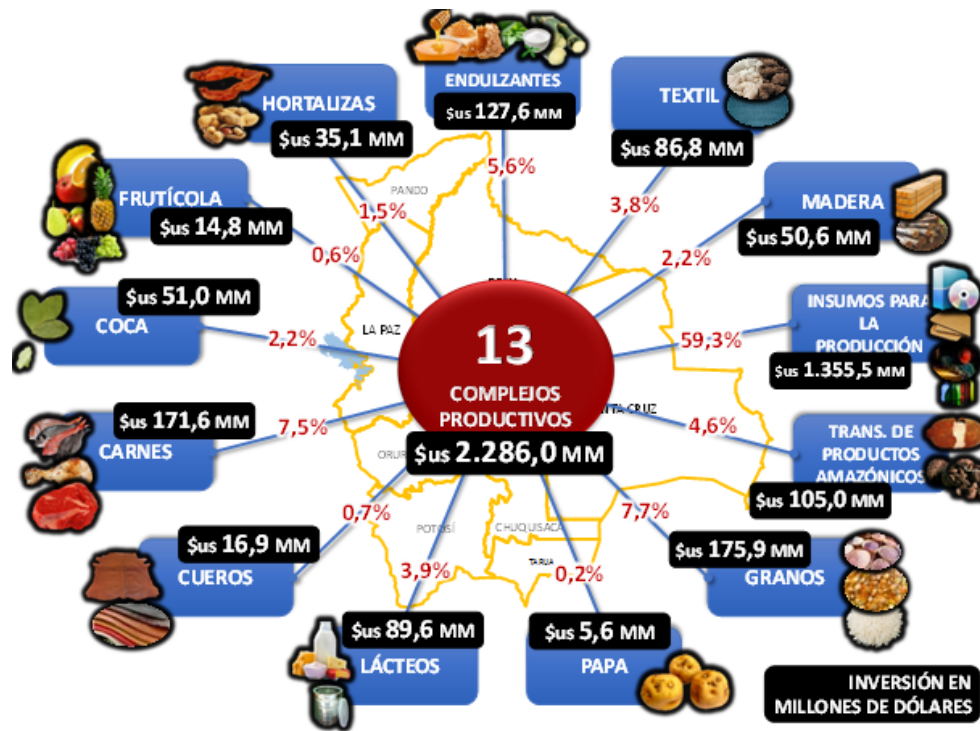 ENDULZANTES
$us 127,6 MM
5,6%
TEXTIL
$us 86,8 MM
3,8%
HORTALIZAS
$us 35,1 MM
1,5%
PANDO
MADERA
$us 50,6 MM
2,2%
FRUTÍCOLA
$us 14,8 MM
0,6%
INSUMOS PARA
LA
PRODUCCIÓN
$us 1.355,5 MM
59,3%
$us 51,0 MM
COCA
2,2%
LA PAZ
13
COMPLEJOS
PRODUCTIVOS
$us 2.286,0 MM
TRANS. DE
PRODUCTOS
AMAZÓNICOS
$us 105,0 MM
4,6%
$us 171,6 MM
CARNES
7,5%
CRUZ
$us 175,9 MM
GRANOS
7,7%
$us 16,9 MM
CUEROS
0,7%
POTOSÍ
CHUQUISACA
TARIJA
$us 89,6 MM
LÁCTEOS
3,9%
$us 5,6 MM
PAPA
0,2%
INVERSIÓN EN
MILLONES DE DÓLARES